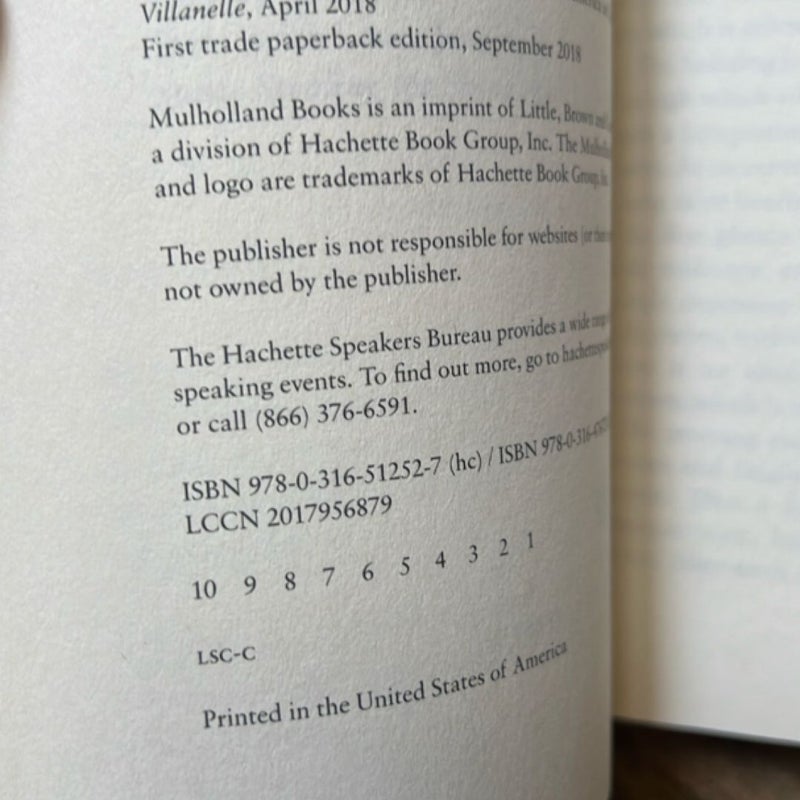 Villanelle, April 2018
First trade paperback edition, September 2018
Mulholland Books is an imprint of Little, Brown and
a division of Hachette Book Group, Inc. The
and logo are trademarks of Hachette Book Group,
The publisher is not responsible for websites (or
not owned by the publisher.
The Hachette Speakers Bureau provides a wide
speaking events. To find out more, go to
or call (866) 376-6591.
ISBN 978-0-316-51252-7 (hc) / ISBN
LCCN 2017956879
10 9 8 7 6 5 4 3 2 1
LSC-C
Printed in the United States of America